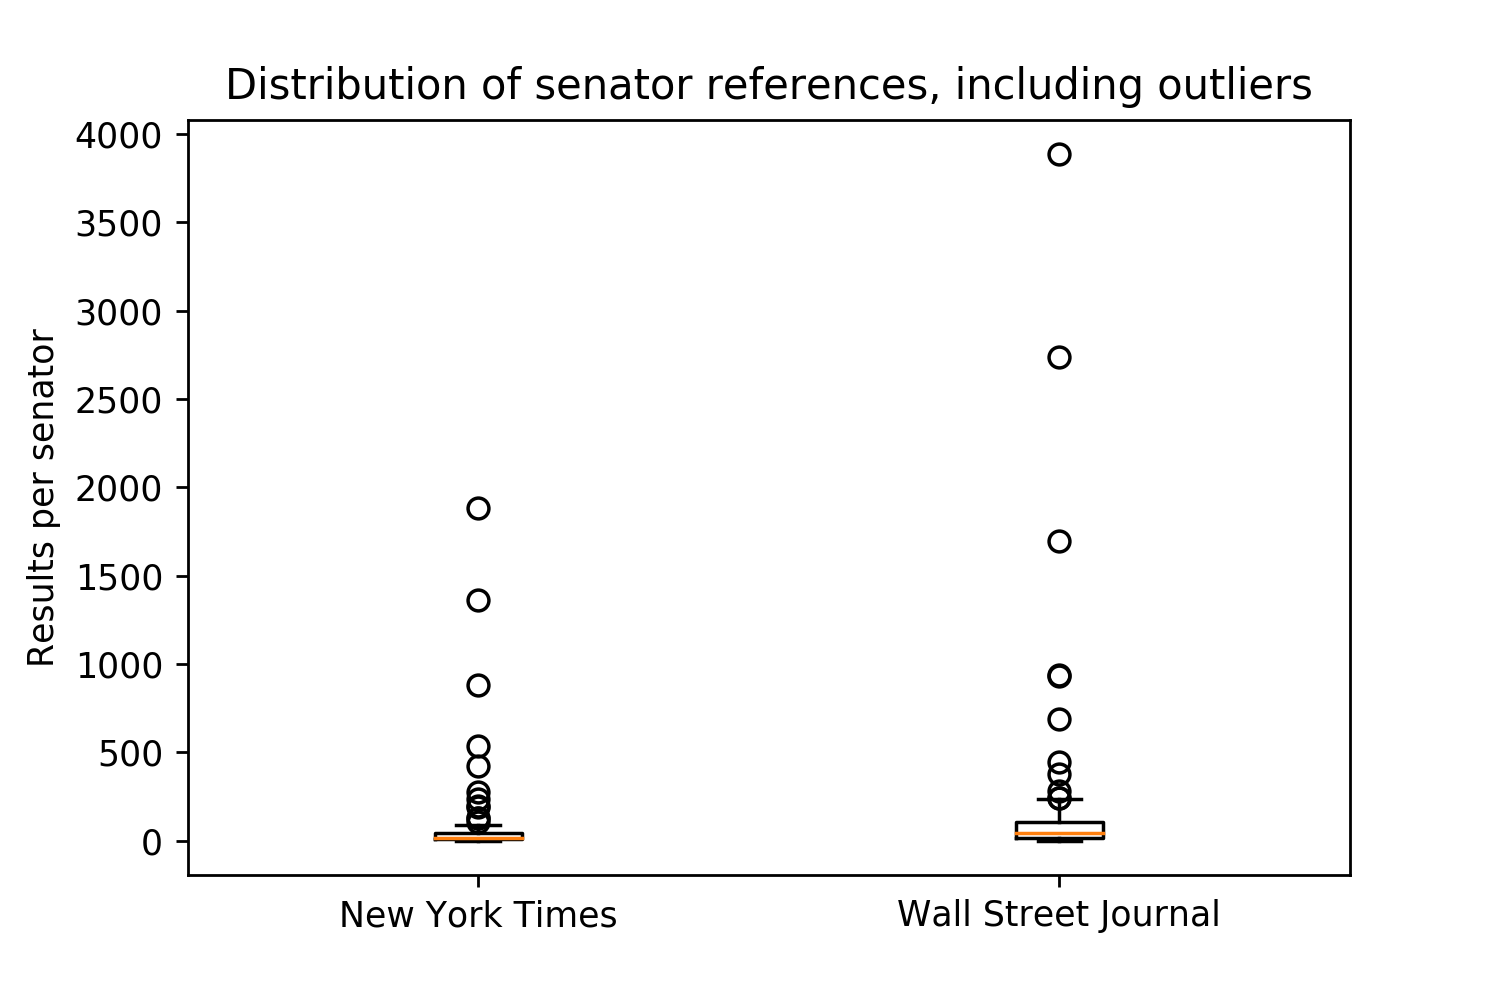 Distribution of senator references, including outliers
4000
3500
3000
2500
2000
1500
1000
500
0
Results per senator
New York Times
Wall Street Journal